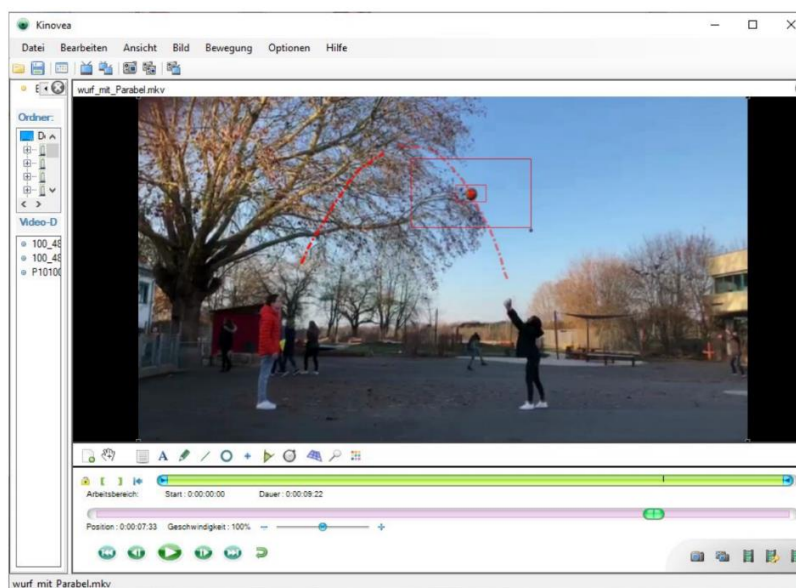 Kinovea
Datei Bearbeiten Ansicht Bild Bewegung Optionen Hilfe
wurf_mit_Parabel.mkv
Ordner:
Video-D
100_48
100_48
P10100
A
Arbeitsbereich: Start : 0:00:00:00 Dauer : 0:00:09:22
Position : 0:00:07:33 Geschwindigkeit : 100%
wurf_mit_Parabel.mkv